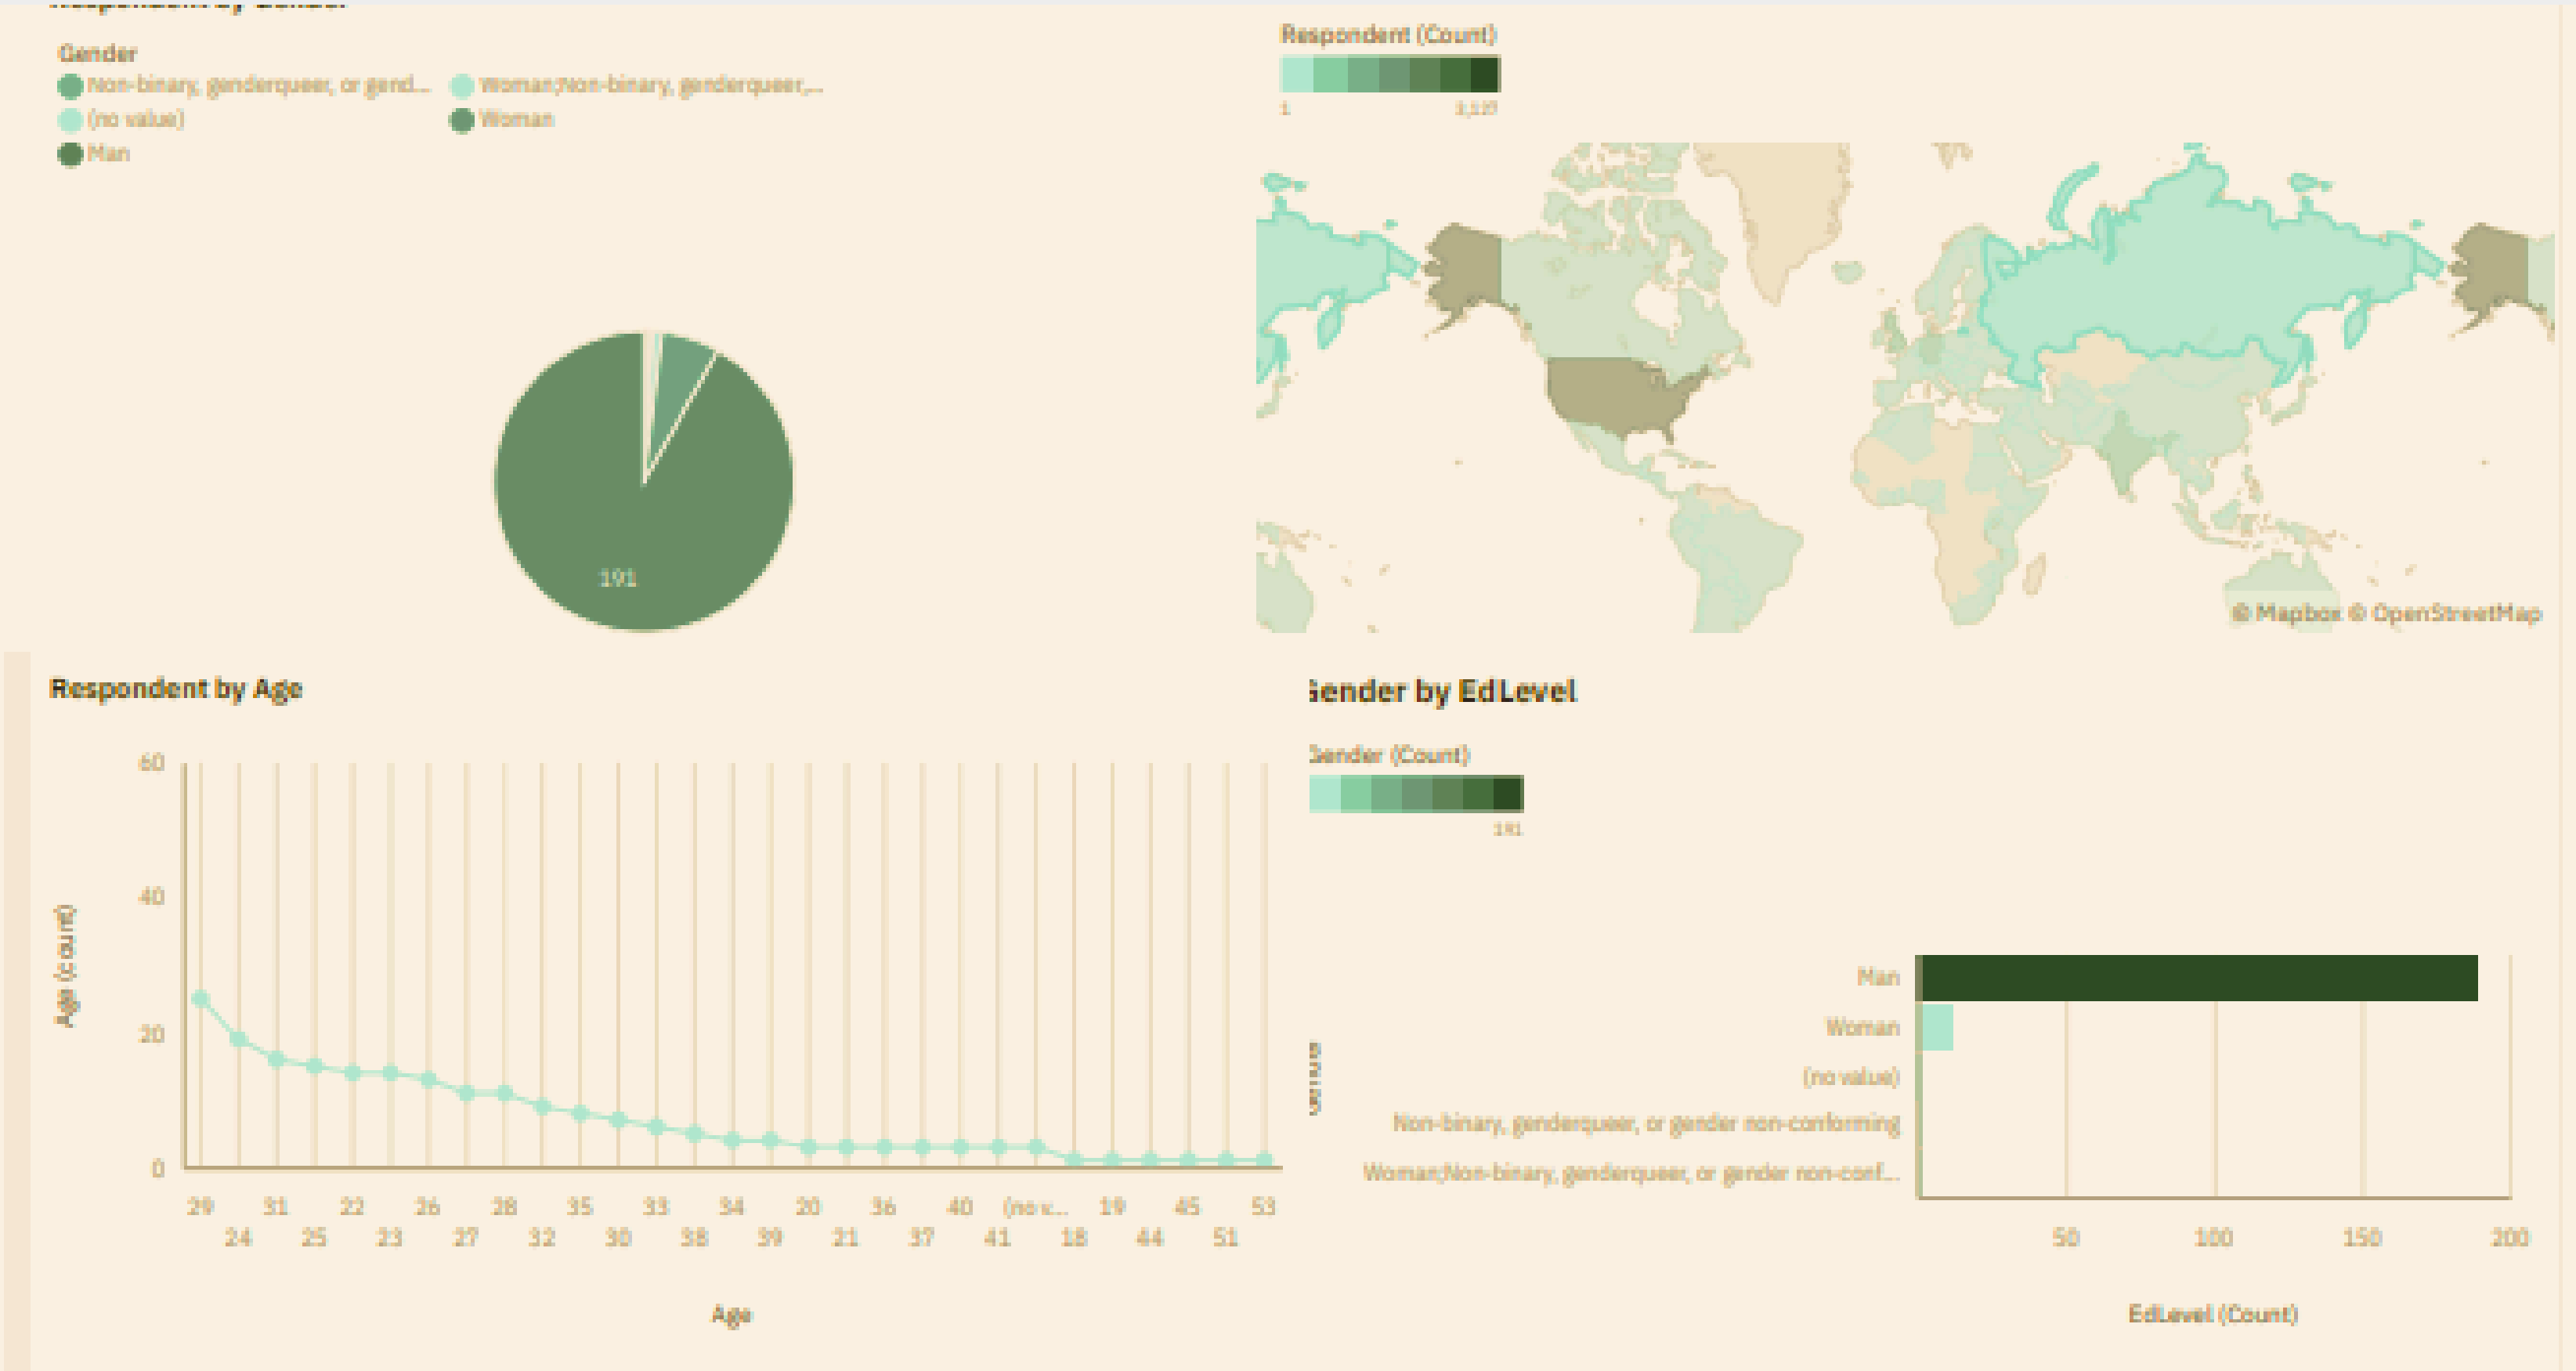 Respondent by Gender
Gender
Non-binary, genderqueer, or gend...
Woman;Non-binary, genderqueer,...
(no value)
Woman
Man
191
Respondent (Count)
1
© Mapbox © OpenStreetMap
Respondent by Age
60
40
20
0
Age (count)
29 31 22 26 28 35 33 34 20 36 40 (no v... 19 45 53
24 25 23 27 32 30 38 39 21 37 41 18 44 51
Age
Gender by EdLevel
Gender (Count)
191
Man
Woman
(no value)
Non-binary, genderqueer, or gender non-conforming
Woman;Non-binary, genderqueer, or gender non-conf...
50 100 150 200
EdLevel (Count)